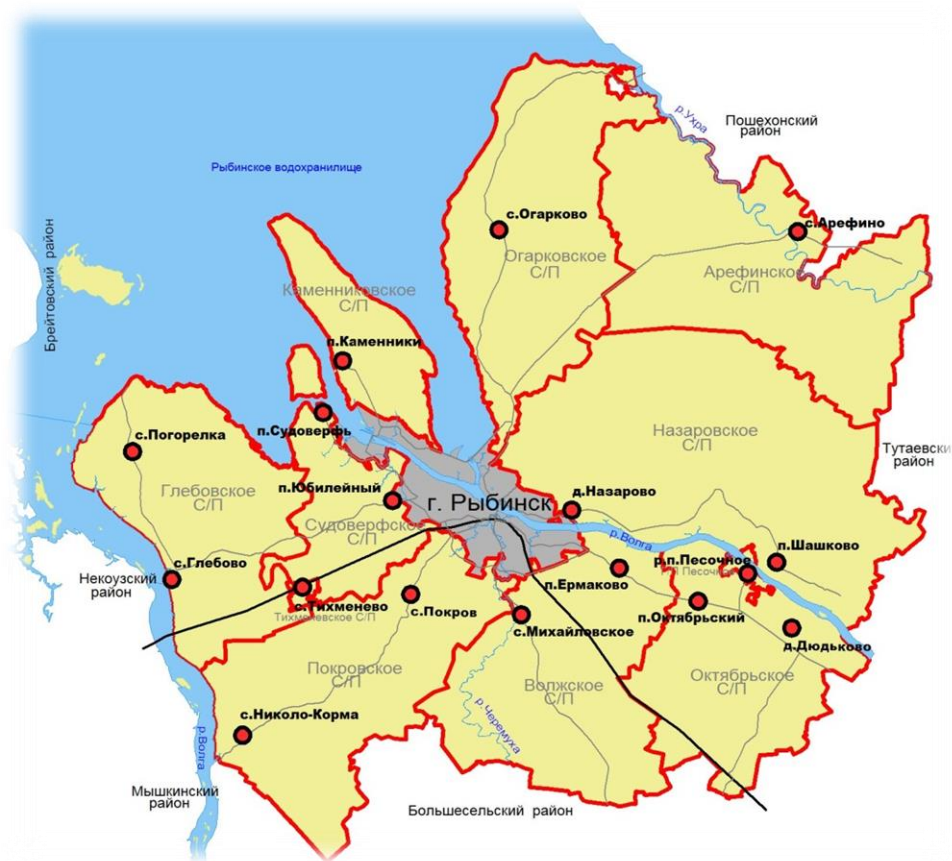 р.Ухра
Пошехонский
район
Рыбинское водохранилище
с.Огарково
с.Арефино
Брейтовский район
Огарковское
С/П
Арефинское
С/П
Каменниковское
С/П
п.Каменники
п.Судоверфь
с.Погорелка
Назаровское
С/П
Тутаевски
район
Глебовское
С/П
п.Юбилейный
г. Рыбинск
д.Назарово
Судоверфское
С/П
р.Волга
п.Шашково
р.п.Песочное
с.Глебово
Некоузский
район
п.Ермаково
с.Тихменево
Тихменевское С/П
с.Покров
с.Михайловское
п.Октябрьский
д.Дюдьково
Покровское
С/П
Волжское
С/П
Октябрьское
С/П
с.Николо-Корма
р.Черемуха
р.Волга
Мышкинский
район
Большесельский район